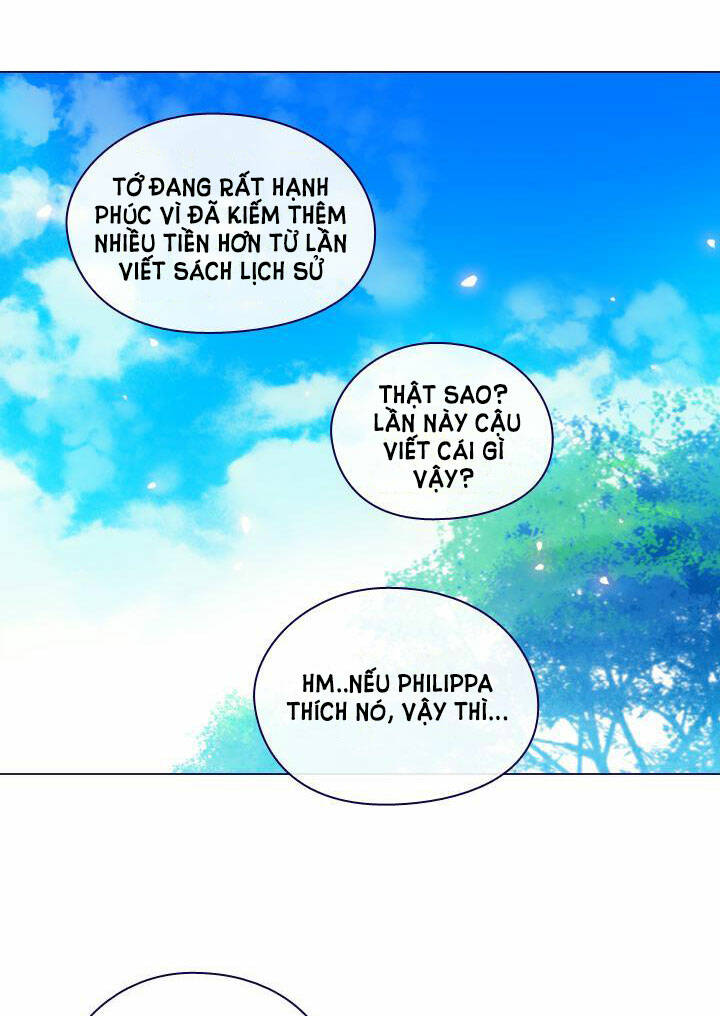 TỚ ĐANG RẤT HẠNH
PHÚC VÌ ĐÃ KIẾM THÊM
NHIỀU TIỀN HƠN TỪ LẦN
VIẾT SÁCH LỊCH SỬ
THẬT SAO?
LẦN NÀY CẬU
VIẾT CÁI GÌ
VẬY?
HM..NẾU PHILIPPA
THÍCH NÓ, VẬY THÌ...